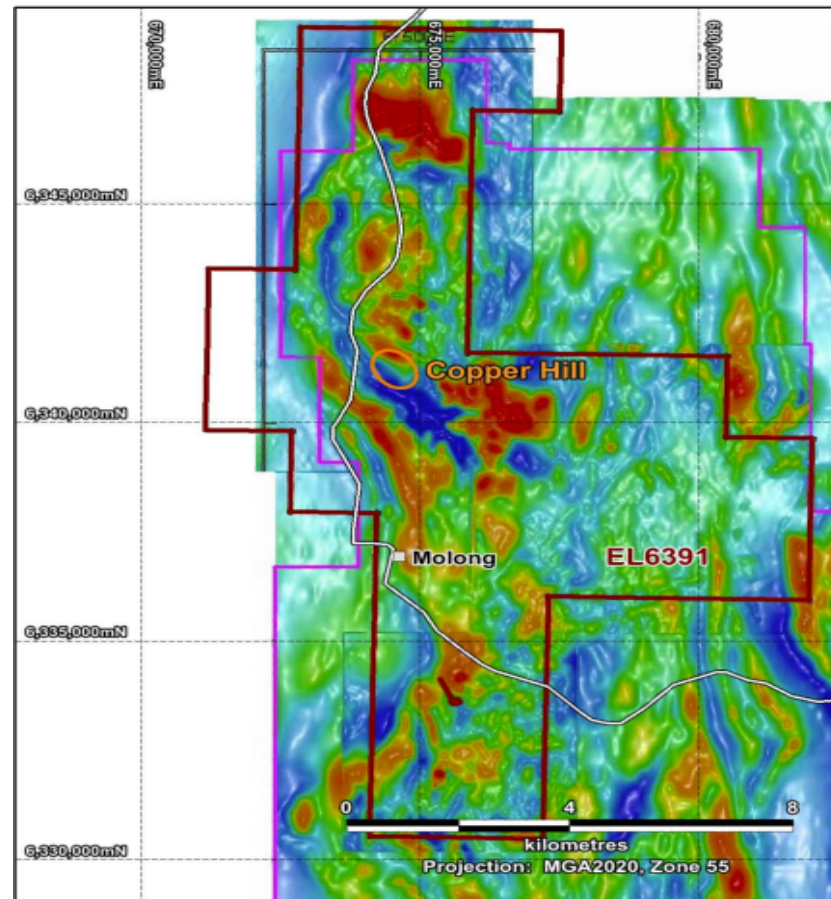 670,000mE
675,000mE
680,000mE
6,345,000mN
Copper Hill
6,340,000mN
EL6391
Molong
6,335,000mN
0 4 8
kilometres
6,330,000mN
Projection: MGA2020, Zone 55